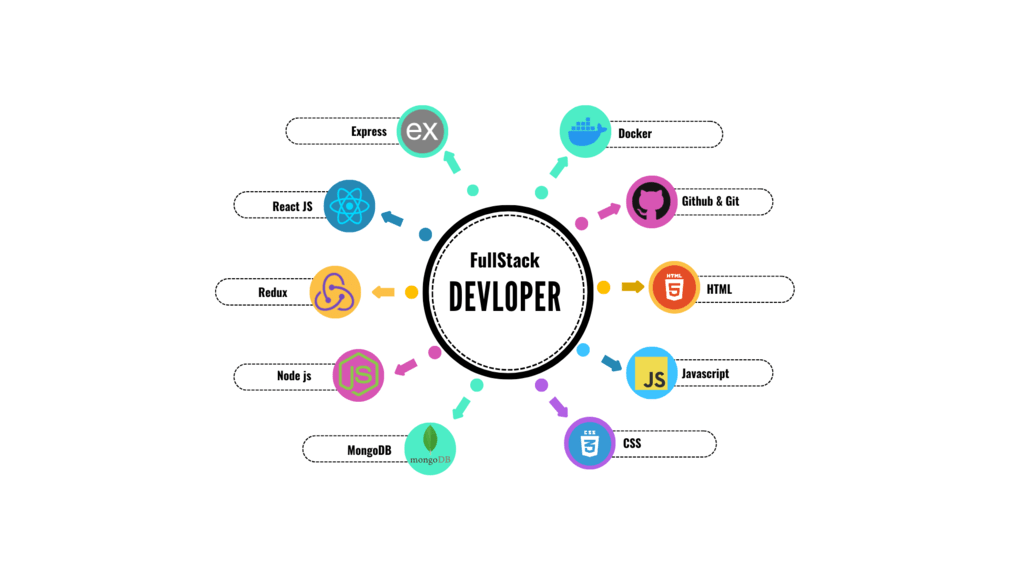 Express
ex
Docker
React JS
Github & Git
FullStack
DEVLOPER
Redux
HTML
HTML
5
Node js
JS
JS
Javascript
MongoDB
mongoDB
CSS
3
CSS